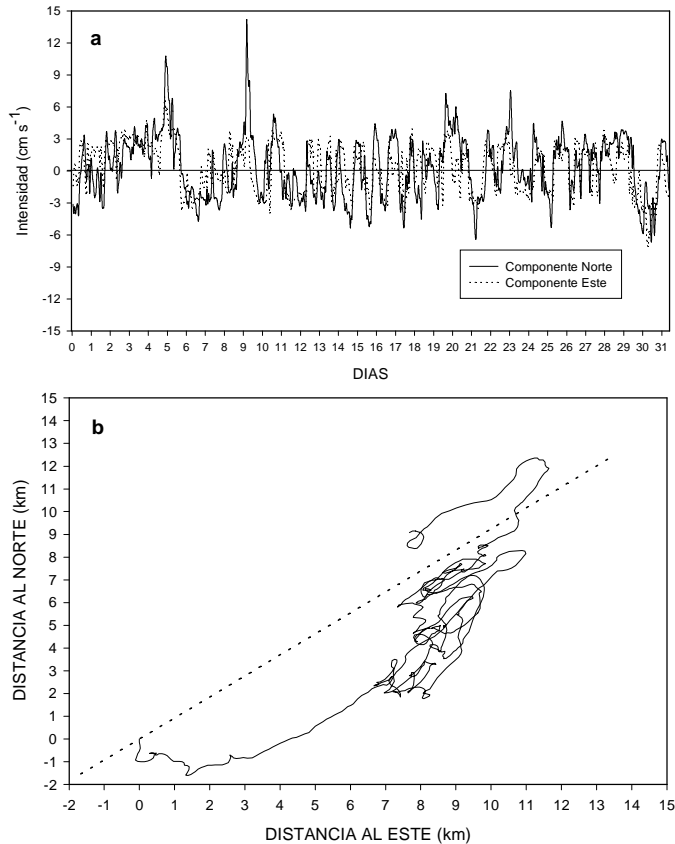 a
15
12
9
6
3
0
-3
-6
-9
-12
-15
Intensidad (cm s-1)
Componente Norte
Componente Este
0 1 2 3 4 5 6 7 8 9 10 11 12 13 14 15 16 17 18 19 20 21 22 23 24 25 26 27 28 29 30 31
DIAS
b
15
14
13
12
11
10
9
8
7
6
5
4
3
2
1
0
-1
-2
DISTANCIA AL NORTE (km)
-2 -1 0 1 2 3 4 5 6 7 8 9 10 11 12 13 14 15
DISTANCIA AL ESTE (km)